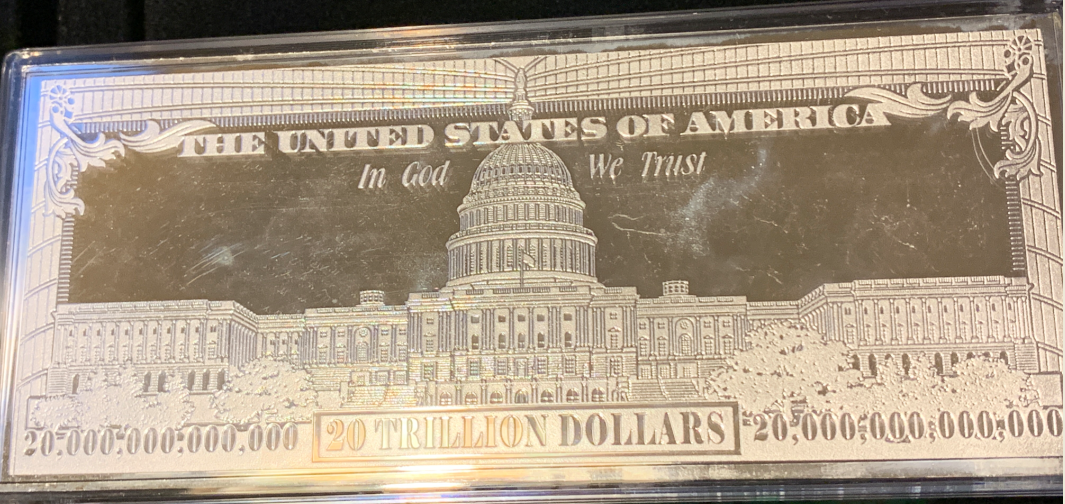 THE UNITED STATES OF AMERICA
In God We Trust
20,000,000,000,000 20 TRILLION DOLLARS 20,000,000,000,000